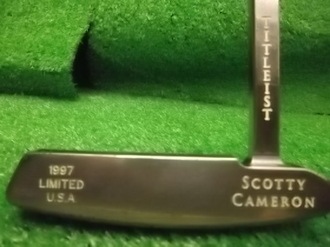 TITLEIST
1997
LIMITED
U.S.A
SCOTTY
CAMERON